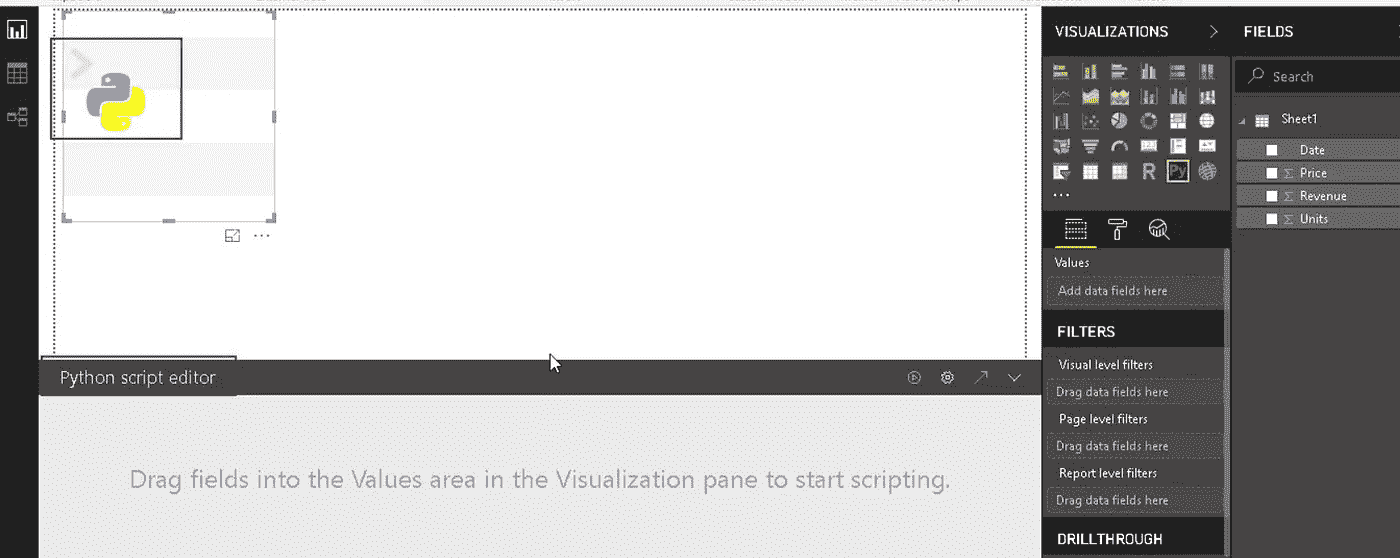 VISUALIZATIONS
FIELDS
Search
Sheet1
Date
Σ Price
Σ Revenue
Σ Units
R
Py
Values
Add data fields here
FILTERS
Visual level filters
Drag data fields here
Page level filters
Drag data fields here
Report level filters
Drag data fields here
DRILLTHROUGH
Python script editor
Drag fields into the Values area in the Visualization pane to start scripting.